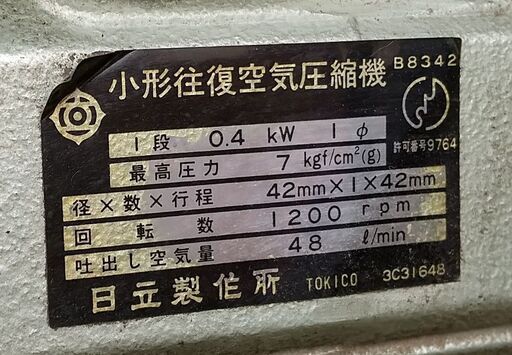 小形往復空気圧縮機 B8342
許可番号9764
1段 0.4 kW 1φ
最高圧力 7 kgf/cm²(g)
径×数×行程 42mm×1×42mm
回転数 1200 rpm
吐出し空気量 48 ℓ/min
日立製作所 TOKICO 3C31648